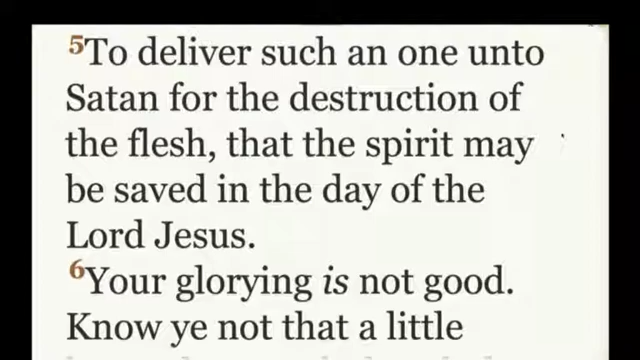 5To deliver such an one unto
Satan for the destruction of
the flesh, that the spirit may
be saved in the day of the
Lord Jesus.
6Your glorying is not good.
Know ye not that a little